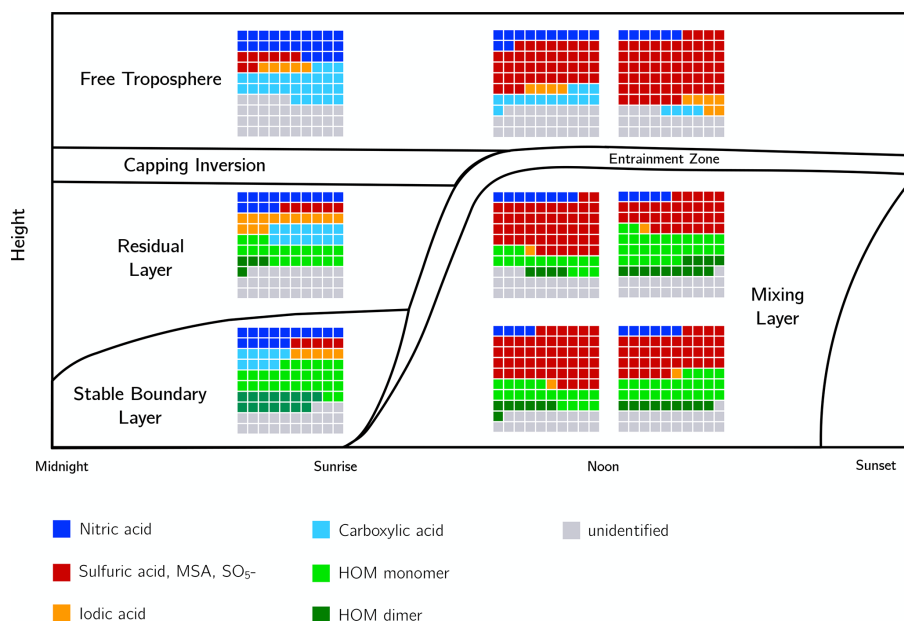 Free Troposphere
Capping Inversion
Entrainment Zone
Height
Residual
Layer
Mixing
Layer
Stable Boundary
Layer
Midnight
Sunrise
Noon
Sunset
Nitric acid
Carboxylic acid
unidentified
Sulfuric acid, MSA, SO₅-
HOM monomer
Iodic acid
HOM dimer